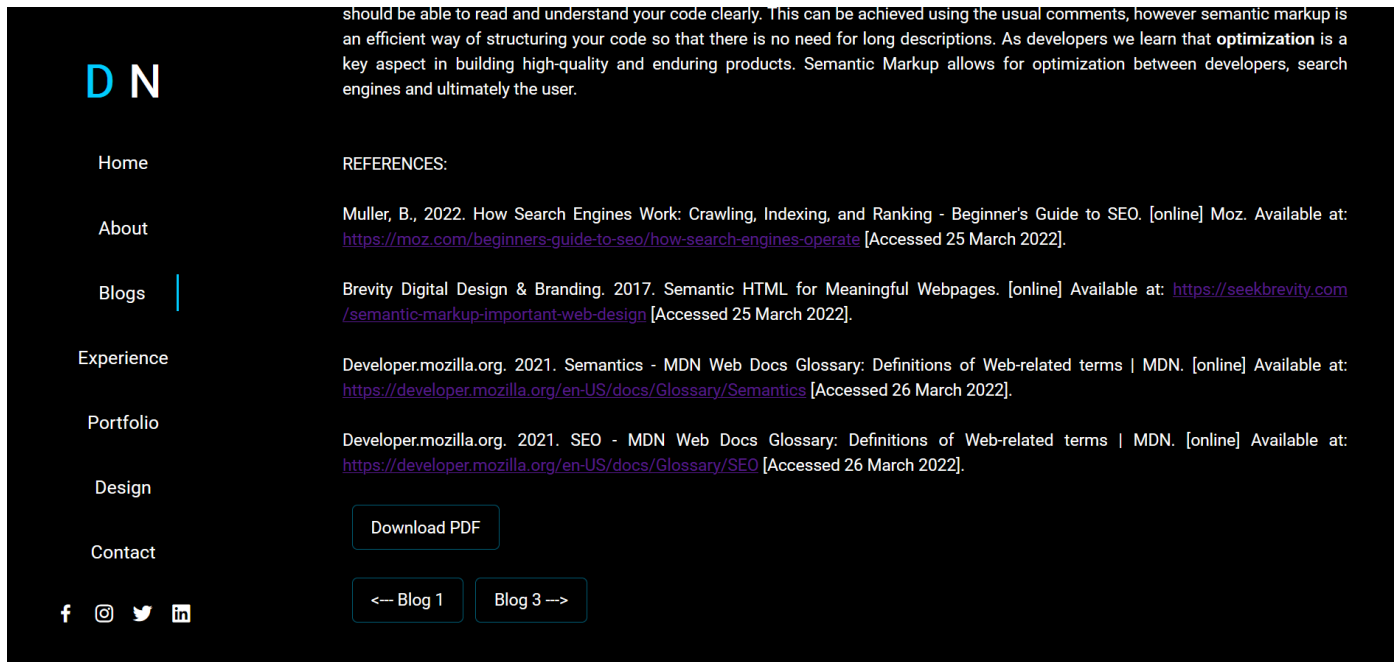 should be able to read and understand your code clearly. This can be achieved using the usual comments, however semantic markup is
an efficient way of structuring your code so that there is no need for long descriptions. As developers we learn that optimization is a
key aspect in building high-quality and enduring products. Semantic Markup allows for optimization between developers, search
engines and ultimately the user.
D N
Home
About
Blogs
Experience
Portfolio
Design
Contact
REFERENCES:
Muller, B., 2022. How Search Engines Work: Crawling, Indexing, and Ranking - Beginner's Guide to SEO. [online] Moz. Available at:
https://moz.com/beginners-guide-to-seo/how-search-engines-operate [Accessed 25 March 2022].
Brevity Digital Design & Branding. 2017. Semantic HTML for Meaningful Webpages. [online] Available at: https://seekbrevity.com
/semantic-markup-important-web-design [Accessed 25 March 2022].
Developer.mozilla.org. 2021. Semantics - MDN Web Docs Glossary: Definitions of Web-related terms | MDN. [online] Available at:
https://developer.mozilla.org/en-US/docs/Glossary/Semantics [Accessed 26 March 2022].
Developer.mozilla.org. 2021. SEO - MDN Web Docs Glossary: Definitions of Web-related terms | MDN. [online] Available at:
https://developer.mozilla.org/en-US/docs/Glossary/SEO [Accessed 26 March 2022].
Download PDF
<--- Blog 1
Blog 3 --->